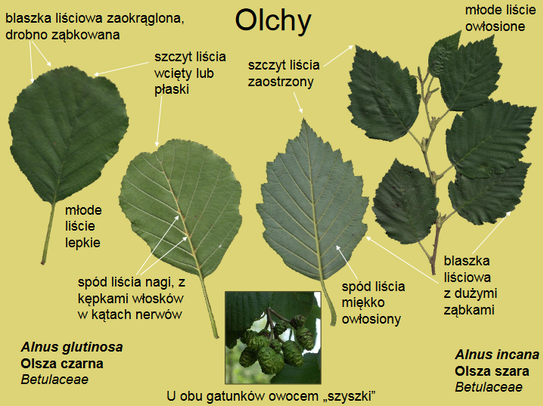 Olchy
blaszka liściowa zaokrąglona,
drobno ząbkowana
szczyt liścia
wcięty lub
płaski
szczyt liścia
zaostrzony
młode liście
owłosione
młode
liście
lepkie
spód liścia nagi, z
kępkami włosków
w kątach nerwów
spód liścia
miękko
owłosiony
blaszka
liściowa
z dużymi
ząbkami
Alnus glutinosa
Olsza czarna
Betulaceae
Alnus incana
Olsza szara
Betulaceae
U obu gatunków owocem „szyszki”